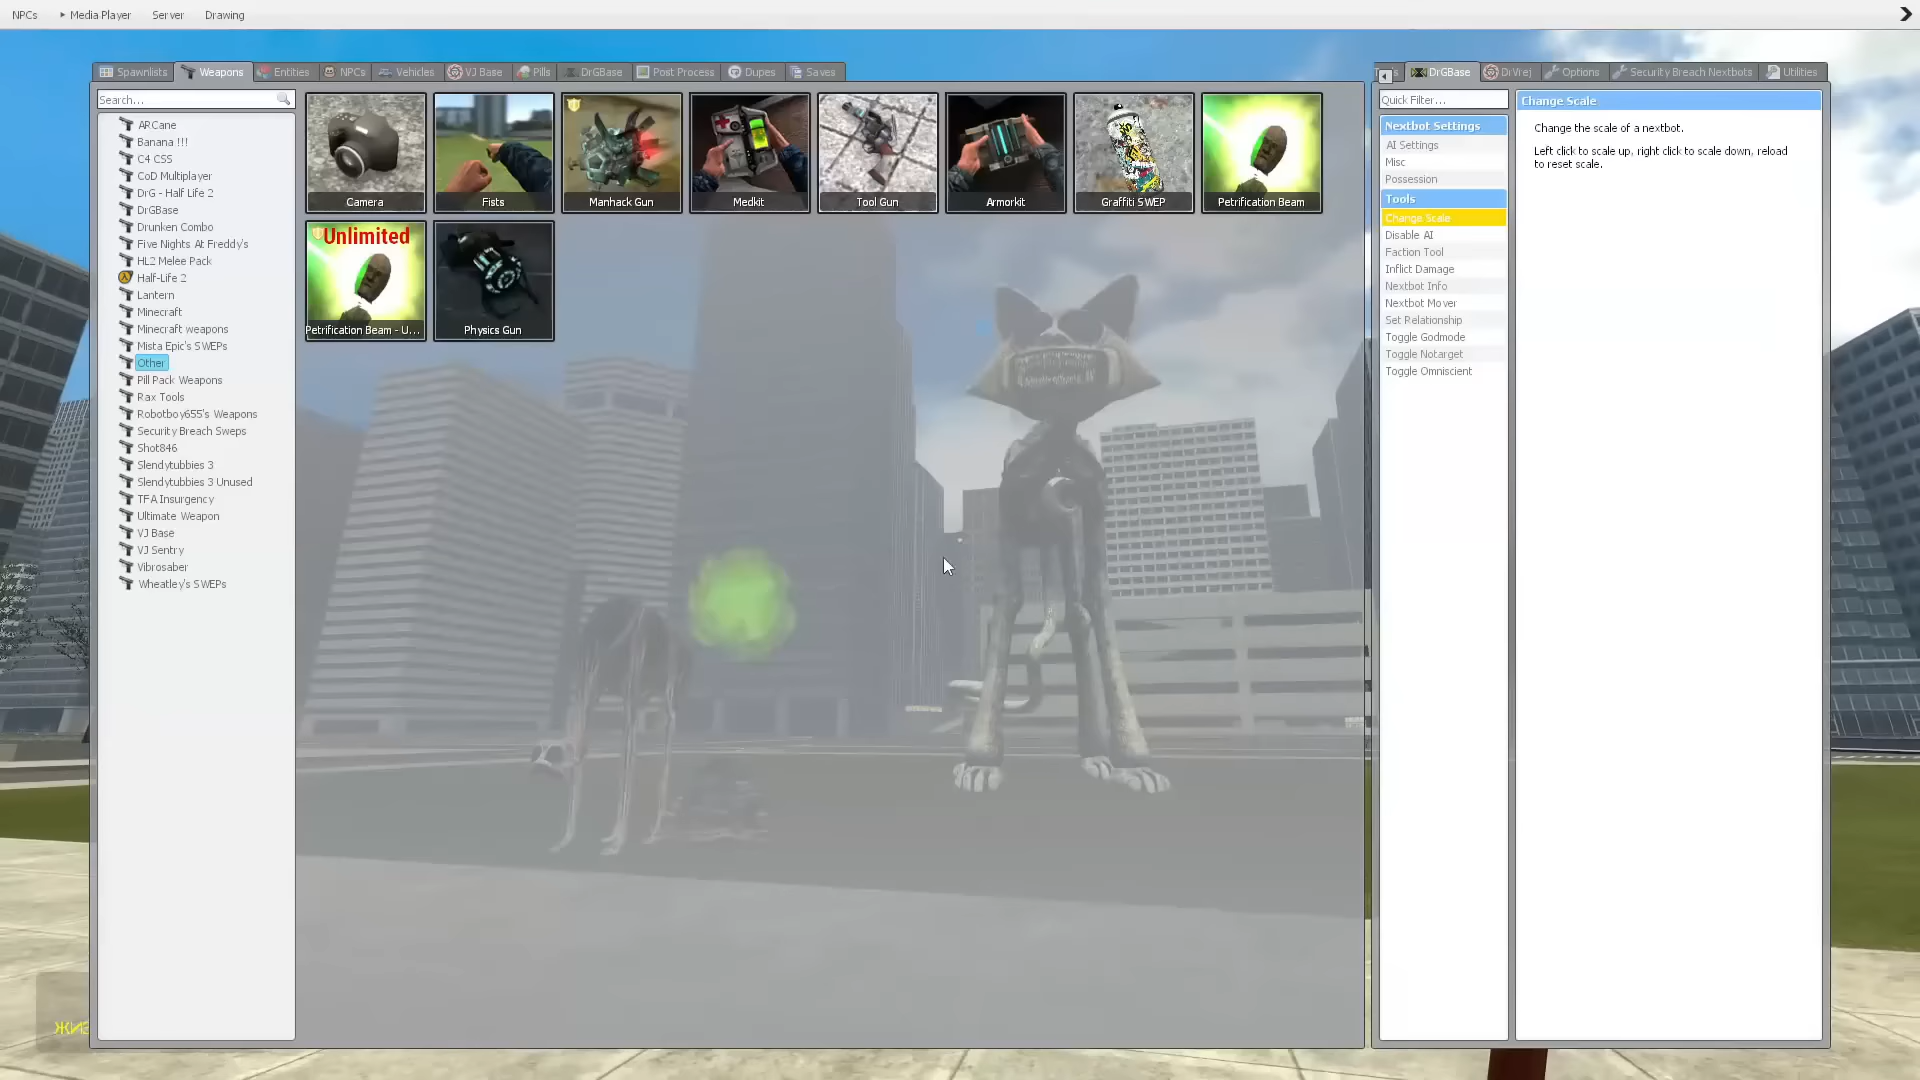 NPCs Media Player Server Drawing
Spawnlists Weapons Entities NPCs Vehicles VJ Base Pills DrGBase Post Process Dupes Saves
DrGBase DrVrej Options Security Breach Nextbots Utilities
Search...
ARCane
Banana !!!
C4 CSS
CoD Multiplayer
DrG - Half Life 2
DrGBase
Drunken Combo
Five Nights At Freddy's
HL2 Melee Pack
Half-Life 2
Lantern
Minecraft
Minecraft weapons
Mista Epic's SWEPs
Other
Pill Pack Weapons
Rax Tools
Robotboy655's Weapons
Security Breach Sweps
Shot846
Slendytubbies 3
Slendytubbies 3 Unused
TFA Insurgency
Ultimate Weapon
VJ Base
VJ Sentry
Vibrosaber
Wheatley's SWEPs
Camera Fists Manhack Gun Medkit Tool Gun Armorkit Graffiti SWEP Petrification Beam
Unlimited
Petrification Beam - U... Physics Gun
Quick Filter...
Nextbot Settings
AI Settings
Misc
Possession
Tools
Change Scale
Disable AI
Faction Tool
Inflict Damage
Nextbot Info
Nextbot Mover
Set Relationship
Toggle Godmode
Toggle Notarget
Toggle Omniscient
Change Scale
Change the scale of a nextbot.
Left click to scale up, right click to scale down, reload
to reset scale.